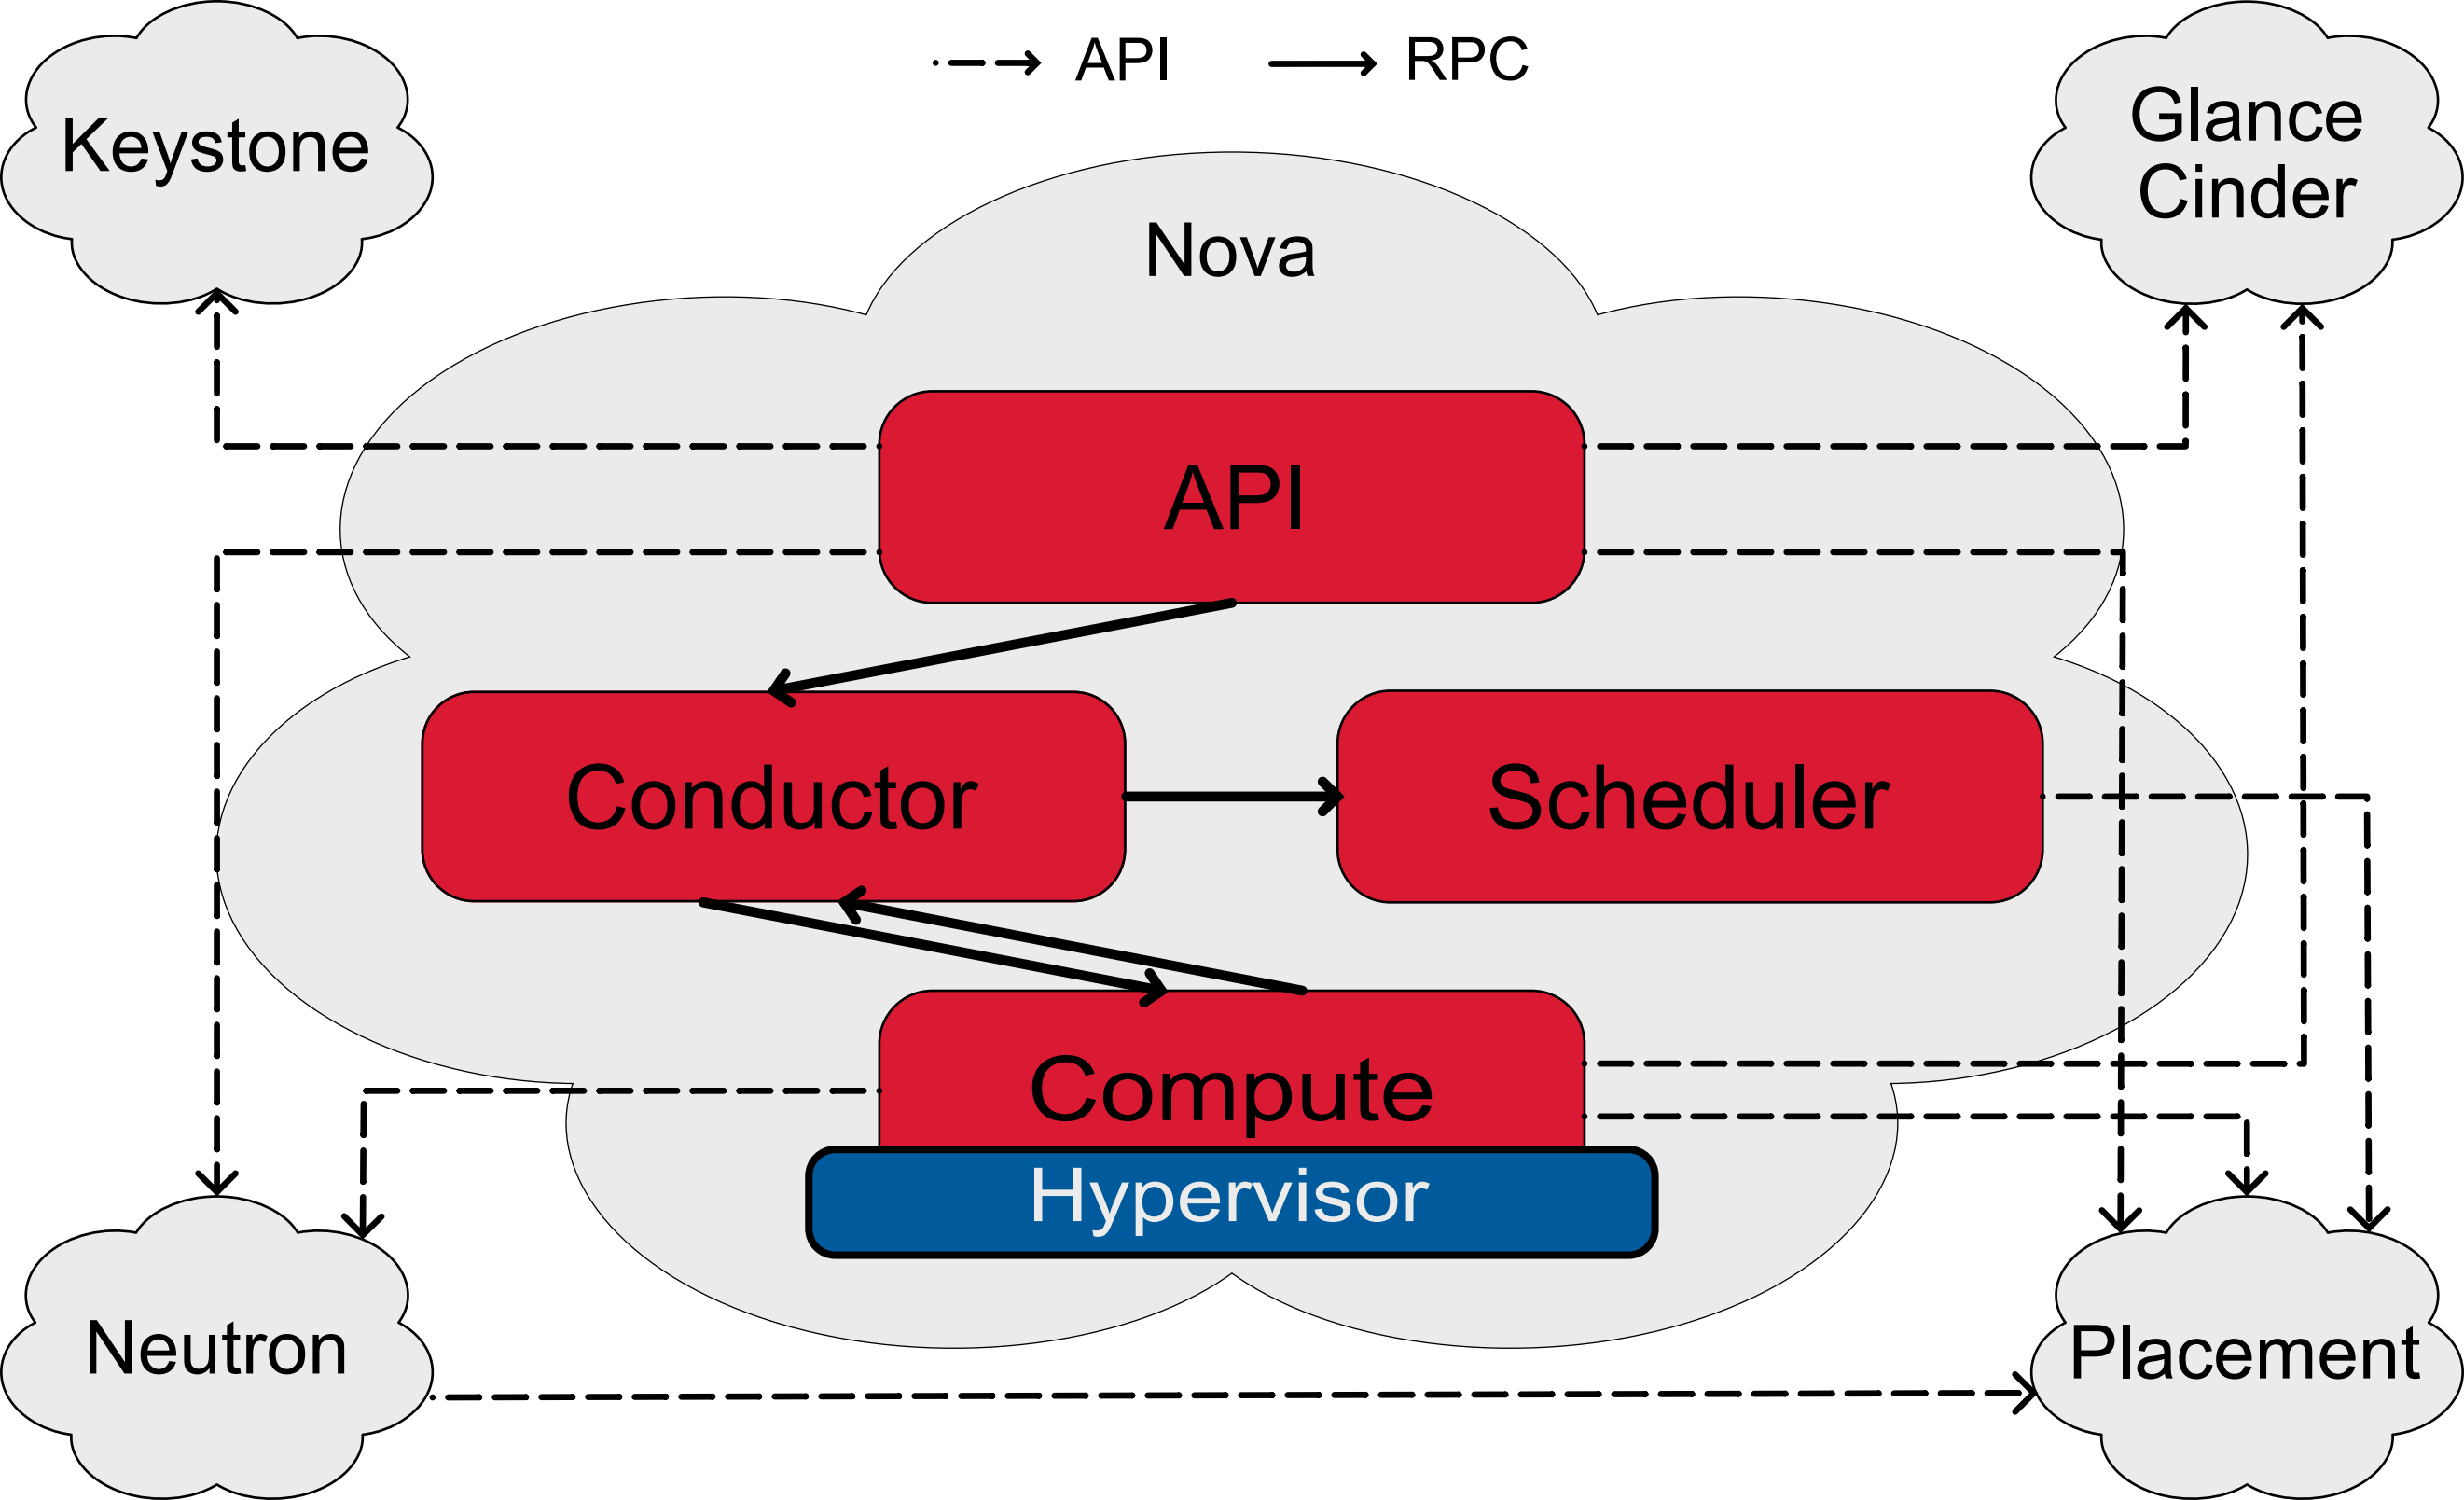 API
RPC
Keystone
Glance
Cinder
Nova
API
Conductor
Scheduler
Compute
Hypervisor
Neutron
Placement